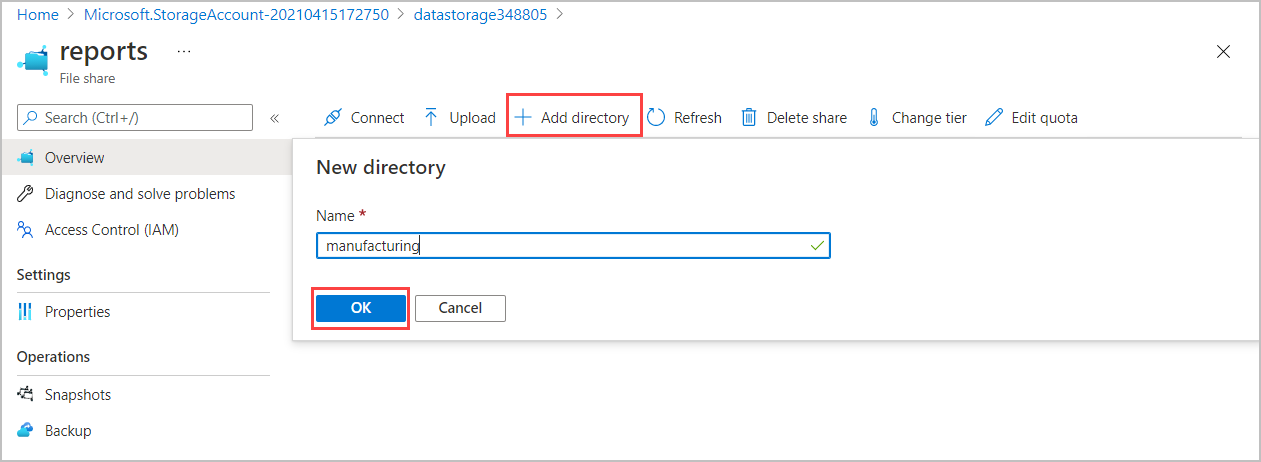 Home > Microsoft.StorageAccount-20210415172750 > datastorage348805 >
reports ...
File share
Search (Ctrl+/) «
Connect Upload Add directory Refresh Delete share Change tier Edit quota
Overview
Diagnose and solve problems
Access Control (IAM)
Settings
Properties
Operations
Snapshots
Backup
New directory
Name *
manufacturing
OK Cancel